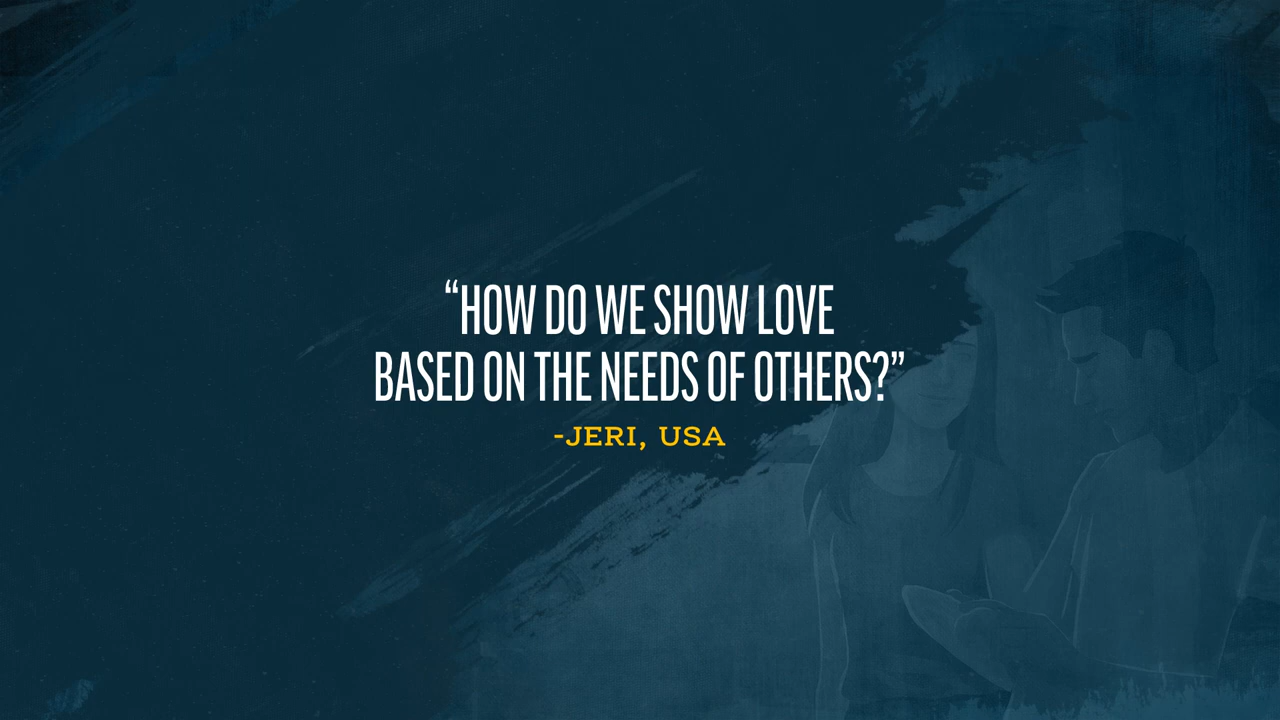 “HOW DO WE SHOW LOVE
BASED ON THE NEEDS OF OTHERS?”
-JERI, USA